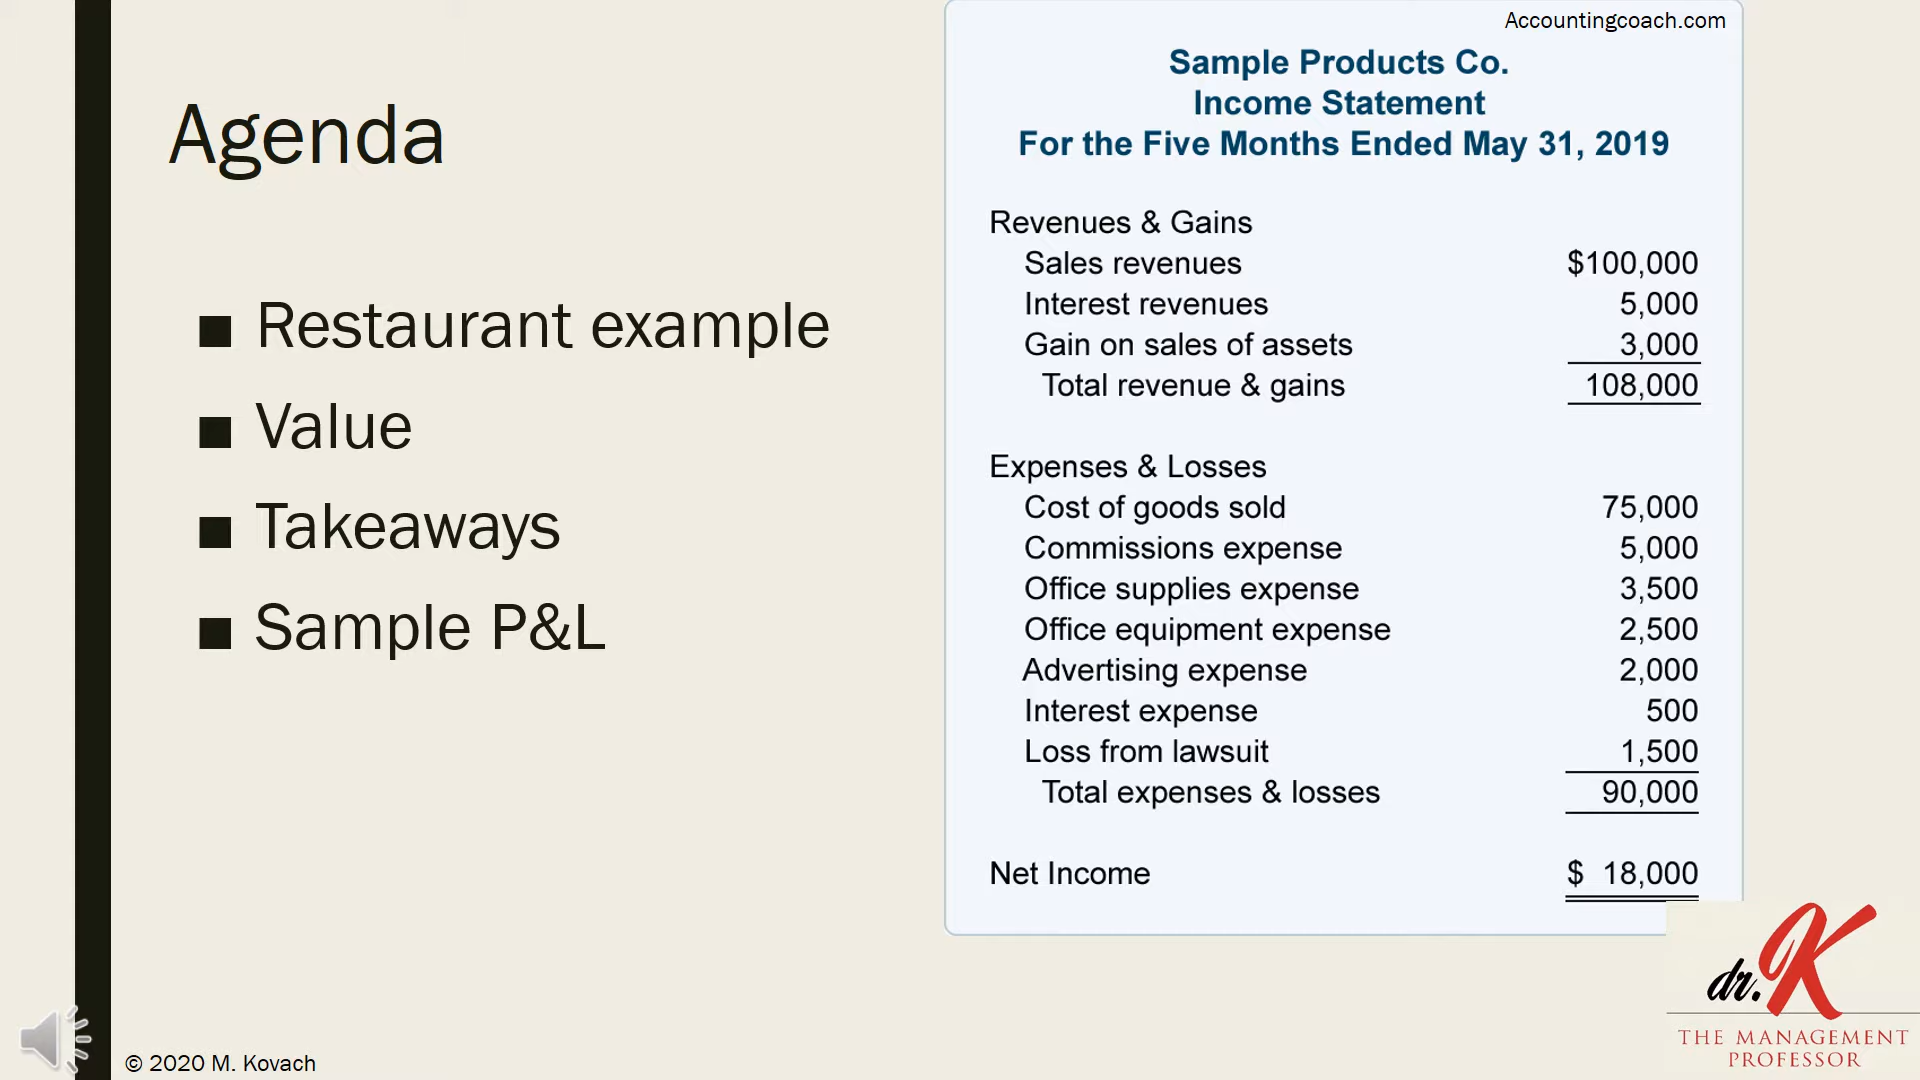 Agenda
■ Restaurant example
■ Value
■ Takeaways
■ Sample P&L
Accountingcoach.com
Sample Products Co.
Income Statement
For the Five Months Ended May 31, 2019
Revenues & Gains
Sales revenues $100,000
Interest revenues 5,000
Gain on sales of assets 3,000
Total revenue & gains 108,000
Expenses & Losses
Cost of goods sold 75,000
Commissions expense 5,000
Office supplies expense 3,500
Office equipment expense 2,500
Advertising expense 2,000
Interest expense 500
Loss from lawsuit 1,500
Total expenses & losses 90,000
Net Income $ 18,000
dr. K
THE MANAGEMENT
PROFESSOR
© 2020 M. Kovach